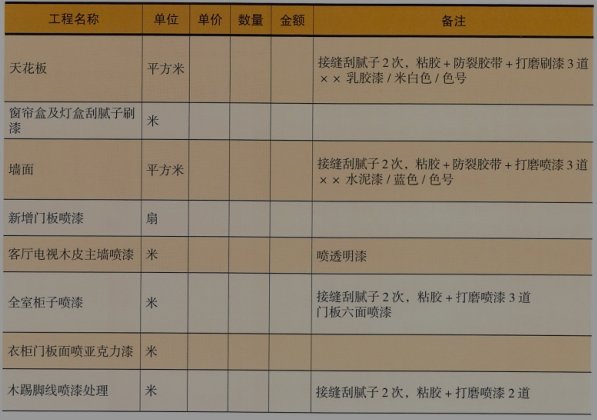 工程名称 单位 单价 数量 金额 备注
天花板 平方米 接缝刮腻子2次，粘胶+防裂胶带+打磨刷漆3道
××乳胶漆/米白色/色号
窗帘盒及灯盒刮腻子刷漆 米
墙面 平方米 接缝刮腻子2次，粘胶+防裂胶带+打磨喷漆3道
××水泥漆/蓝色/色号
新增门板喷漆 扇
客厅电视木皮主墙喷漆 米 喷透明漆
全室柜子喷漆 米 接缝刮腻子2次，粘胶+打磨喷漆3道
门板六面喷漆
衣柜门板面喷亚克力漆 米
木踢脚线喷漆处理 米 接缝刮腻子2次，粘胶+打磨喷漆2道